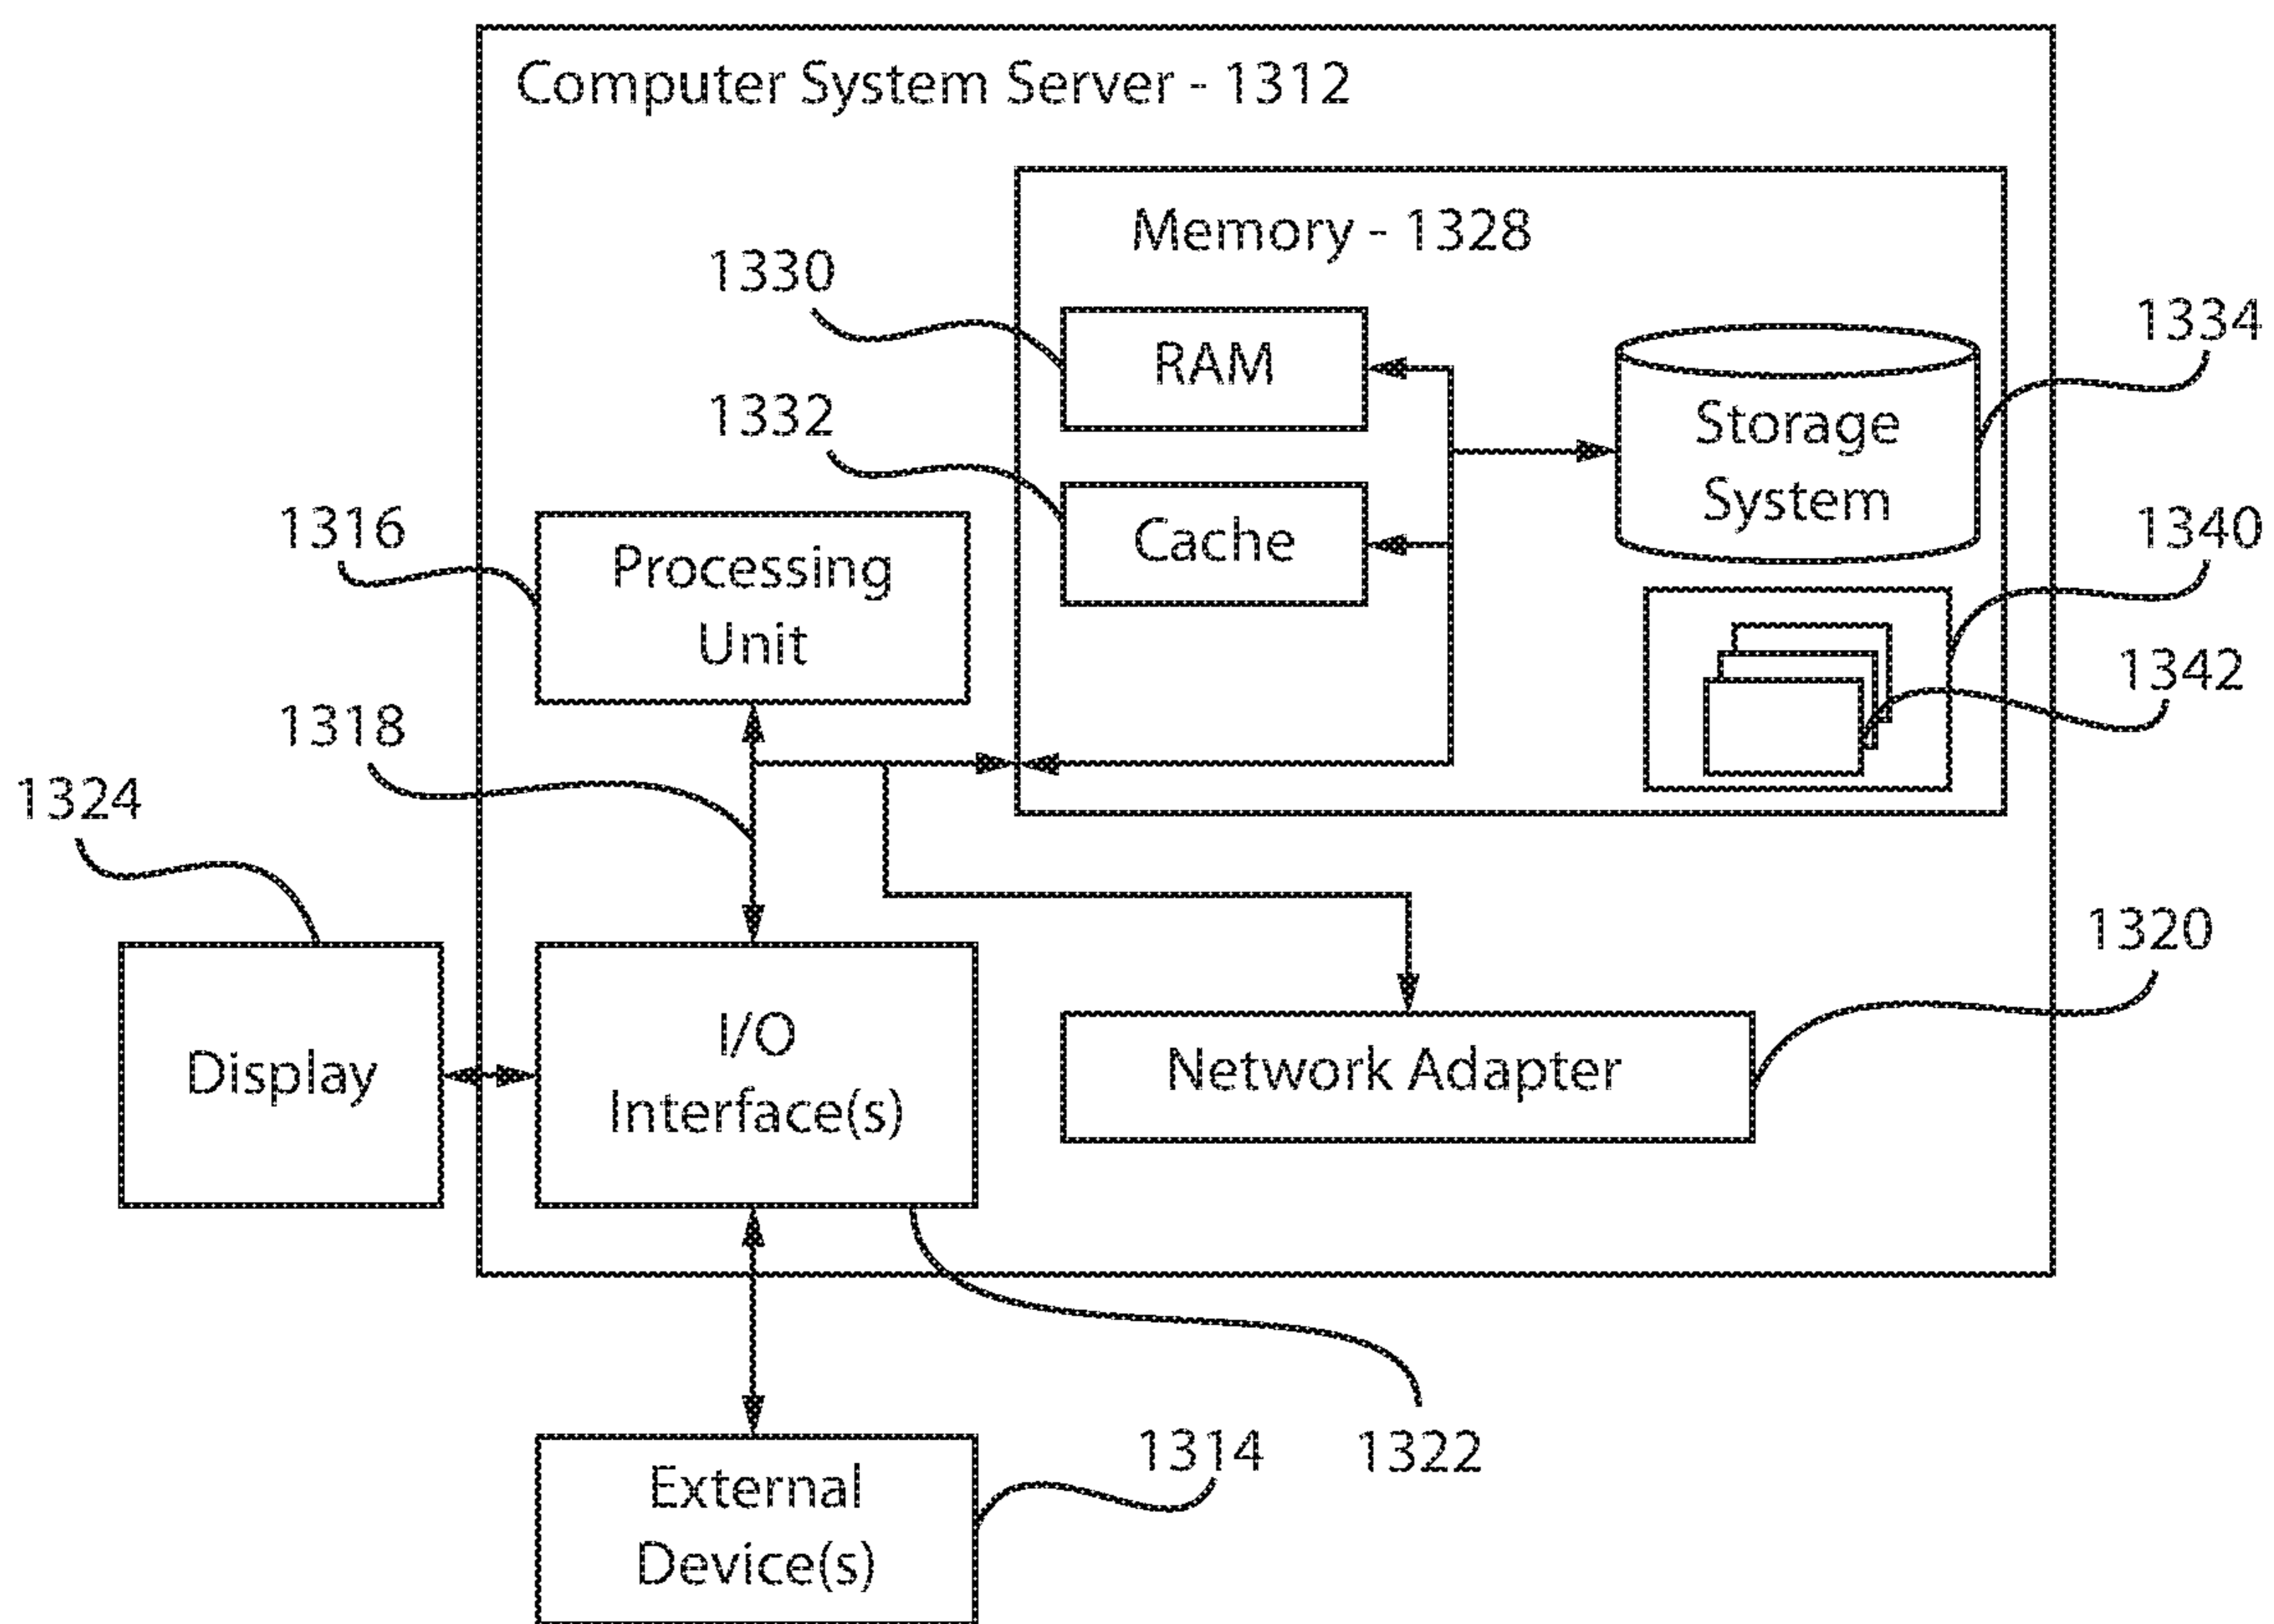 Computer System Server - 1312
Memory - 1328
1330
RAM
1334
1332
Storage
System
Cache
1316
Processing
Unit
1340
1342
1318
1324
1320
Display
I/O
Interface(s)
Network Adapter
1314
1322
External
Device(s)